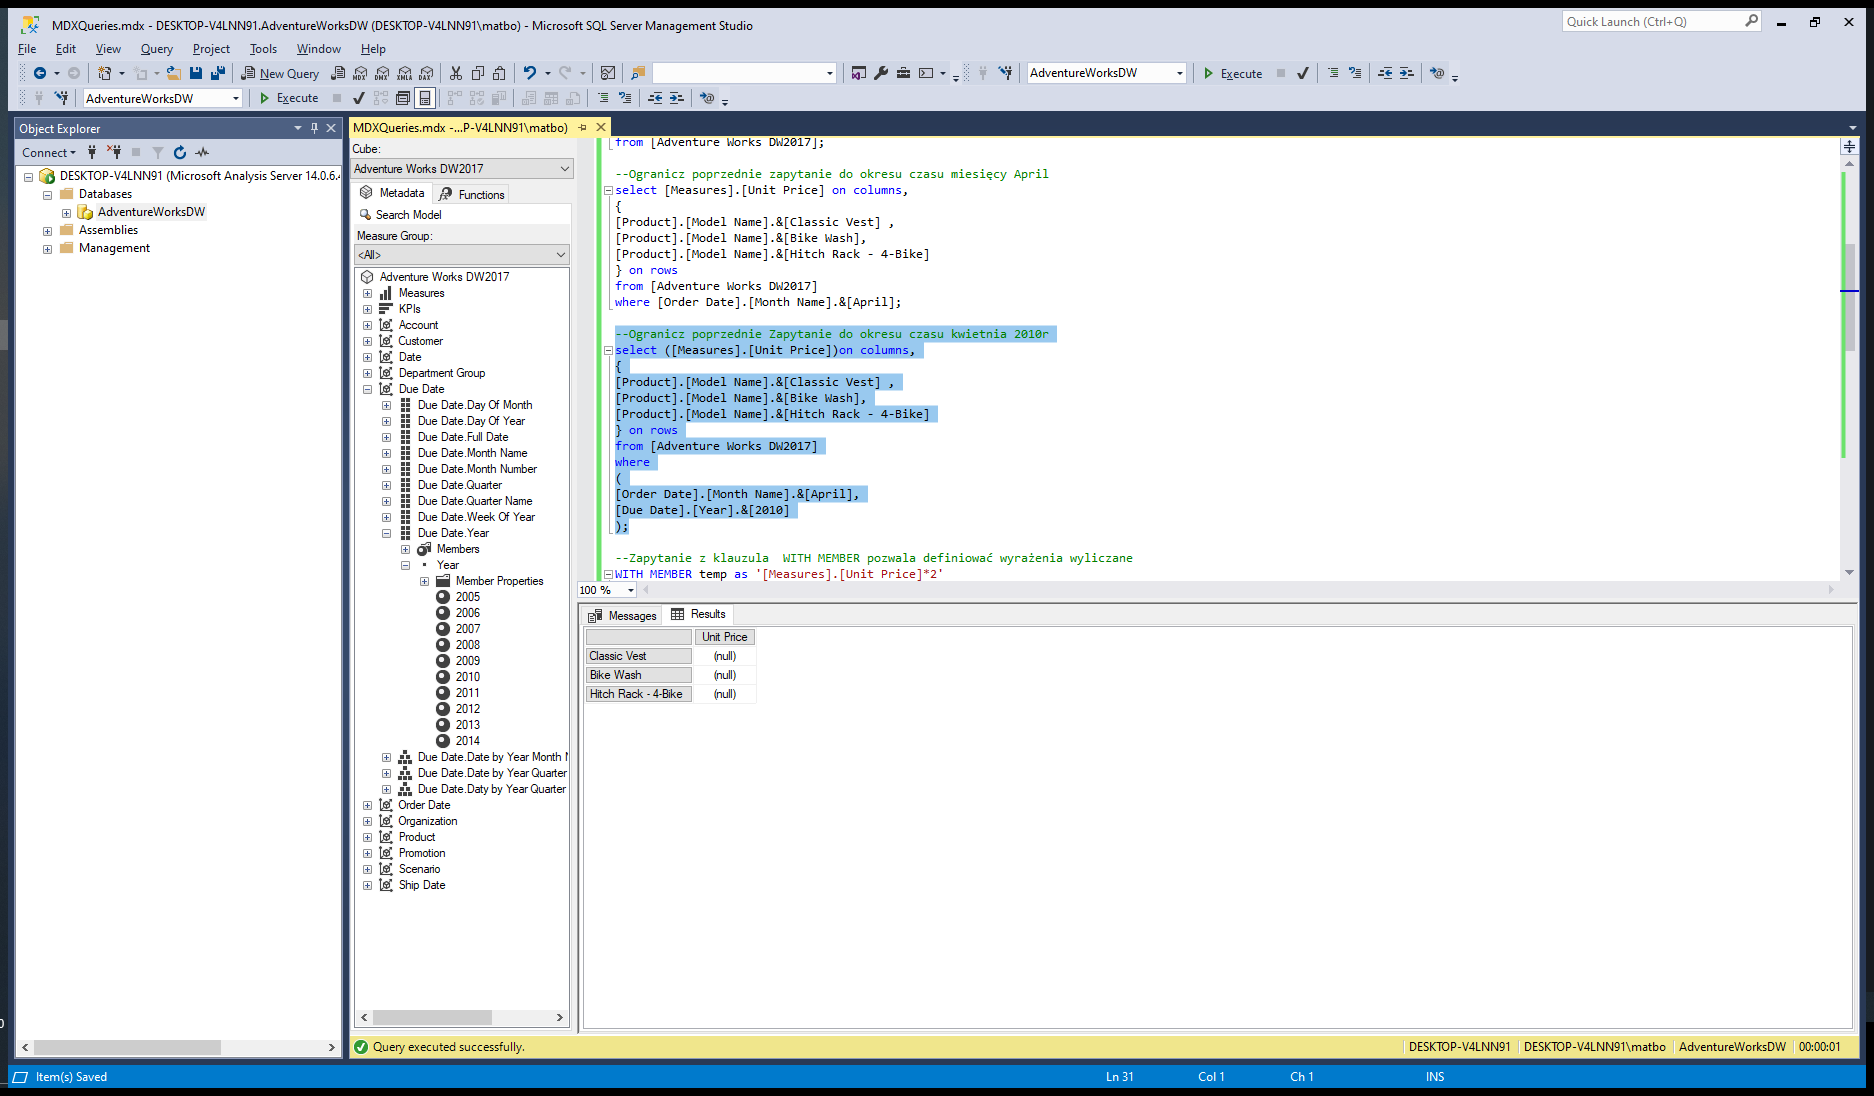 MDXQueries.mdx - DESKTOP-V4LNN91.AdventureWorksDW (DESKTOP-V4LNN91\matbo) - Microsoft SQL Server Management Studio
Quick Launch (Ctrl+Q)
File Edit View Query Project Tools Window Help
New Query
MDX DMX XMLA DAX
AdventureWorksDW
Execute
AdventureWorksDW
Execute
Object Explorer
Connect
DESKTOP-V4LNN91 (Microsoft Analysis Server 14.0.6.4
Databases
AdventureWorksDW
Assemblies
Management
MDXQueries.mdx -...P-V4LNN91\matbo)
Cube:
Adventure Works DW2017
Metadata
Functions
Search Model
Measure Group:
<All>
Adventure Works DW2017
Measures
KPIs
Account
Customer
Date
Department Group
Due Date
Due Date.Day Of Month
Due Date.Day Of Year
Due Date.Full Date
Due Date.Month Name
Due Date.Month Number
Due Date.Quarter
Due Date.Quarter Name
Due Date.Week Of Year
Due Date.Year
Members
Year
Member Properties
2005
2006
2007
2008
2009
2010
2011
2012
2013
2014
Due Date.Date by Year Month N
Due Date.Date by Year Quarter
Due Date.Daty by Year Quarter
Order Date
Organization
Product
Promotion
Scenario
Ship Date
from [Adventure Works DW2017];
--Ogranicz poprzednie zapytanie do okresu czasu miesięcy April
select [Measures].[Unit Price] on columns,
{
[Product].[Model Name].&[Classic Vest] ,
[Product].[Model Name].&[Bike Wash],
[Product].[Model Name].&[Hitch Rack - 4-Bike]
} on rows
from [Adventure Works DW2017]
where [Order Date].[Month Name].&[April];
--Ogranicz poprzednie Zapytanie do okresu czasu kwietnia 2010r
select ([Measures].[Unit Price])on columns,
{
[Product].[Model Name].&[Classic Vest] ,
[Product].[Model Name].&[Bike Wash],
[Product].[Model Name].&[Hitch Rack - 4-Bike]
} on rows
from [Adventure Works DW2017]
where
(
[Order Date].[Month Name].&[April],
[Due Date].[Year].&[2010]
);
--Zapytanie z klauzula  WITH MEMBER pozwala definiować wyrażenia wyliczane
WITH MEMBER temp as '[Measures].[Unit Price]*2'
100 %
Messages
Results
Unit Price
Classic Vest (null)
Bike Wash (null)
Hitch Rack - 4-Bike (null)
Query executed successfully.
DESKTOP-V4LNN91
DESKTOP-V4LNN91\matbo
AdventureWorksDW
00:00:01
Item(s) Saved
Ln 31
Col 1
Ch 1
INS